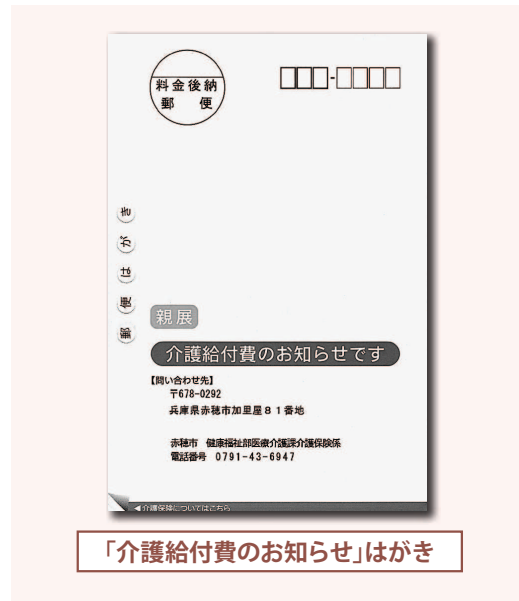 料金後納
郵便
□□□-□□□□
郵便はがき
親展
介護給付費のお知らせです
【問い合わせ先】
〒678-0292
兵庫県赤穂市加里屋81番地
赤穂市 健康福祉部医療介護課介護保険係
電話番号 0791-43-6947
◀介護保険についてはこちら
「介護給付費のお知らせ」はがき